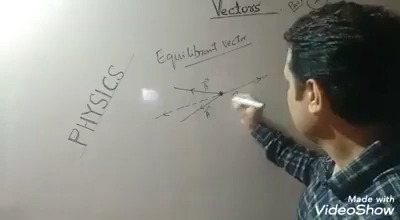 Vectors
Equilibrant vector
PHYSICS
Made with
VideoShow